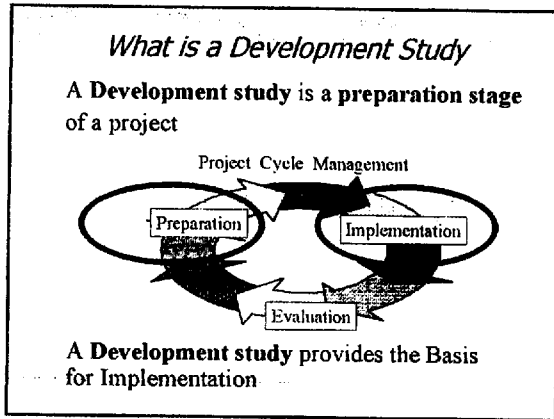 What is a Development Study
A Development study is a preparation stage
of a project
Project Cycle Management
Preparation
Implementation
Evaluation
A Development study provides the Basis
for Implementation